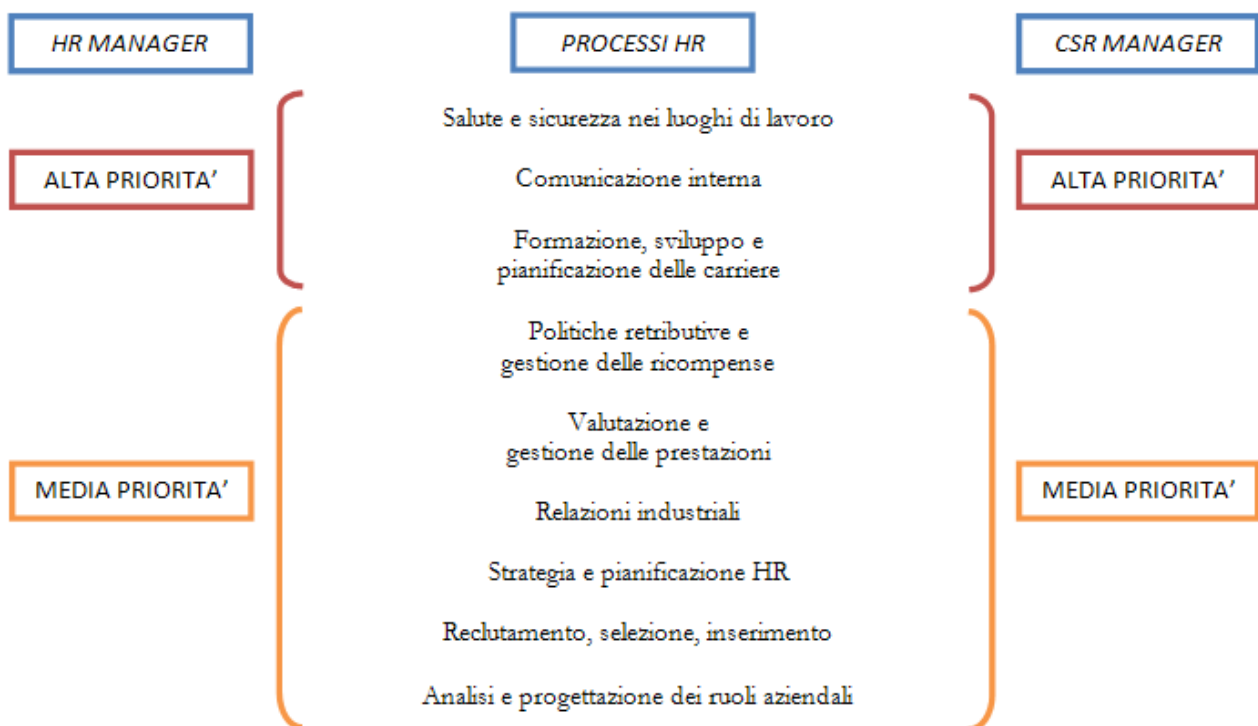 HR MANAGER
PROCESSI HR
CSR MANAGER
Salute e sicurezza nei luoghi di lavoro
ALTA PRIORITA’
Comunicazione interna
ALTA PRIORITA’
Formazione, sviluppo e
pianificazione delle carriere
Politiche retributive e
gestione delle ricompense
Valutazione e
gestione delle prestazioni
MEDIA PRIORITA’
MEDIA PRIORITA’
Relazioni industriali
Strategia e pianificazione HR
Reclutamento, selezione, inserimento
Analisi e progettazione dei ruoli aziendali